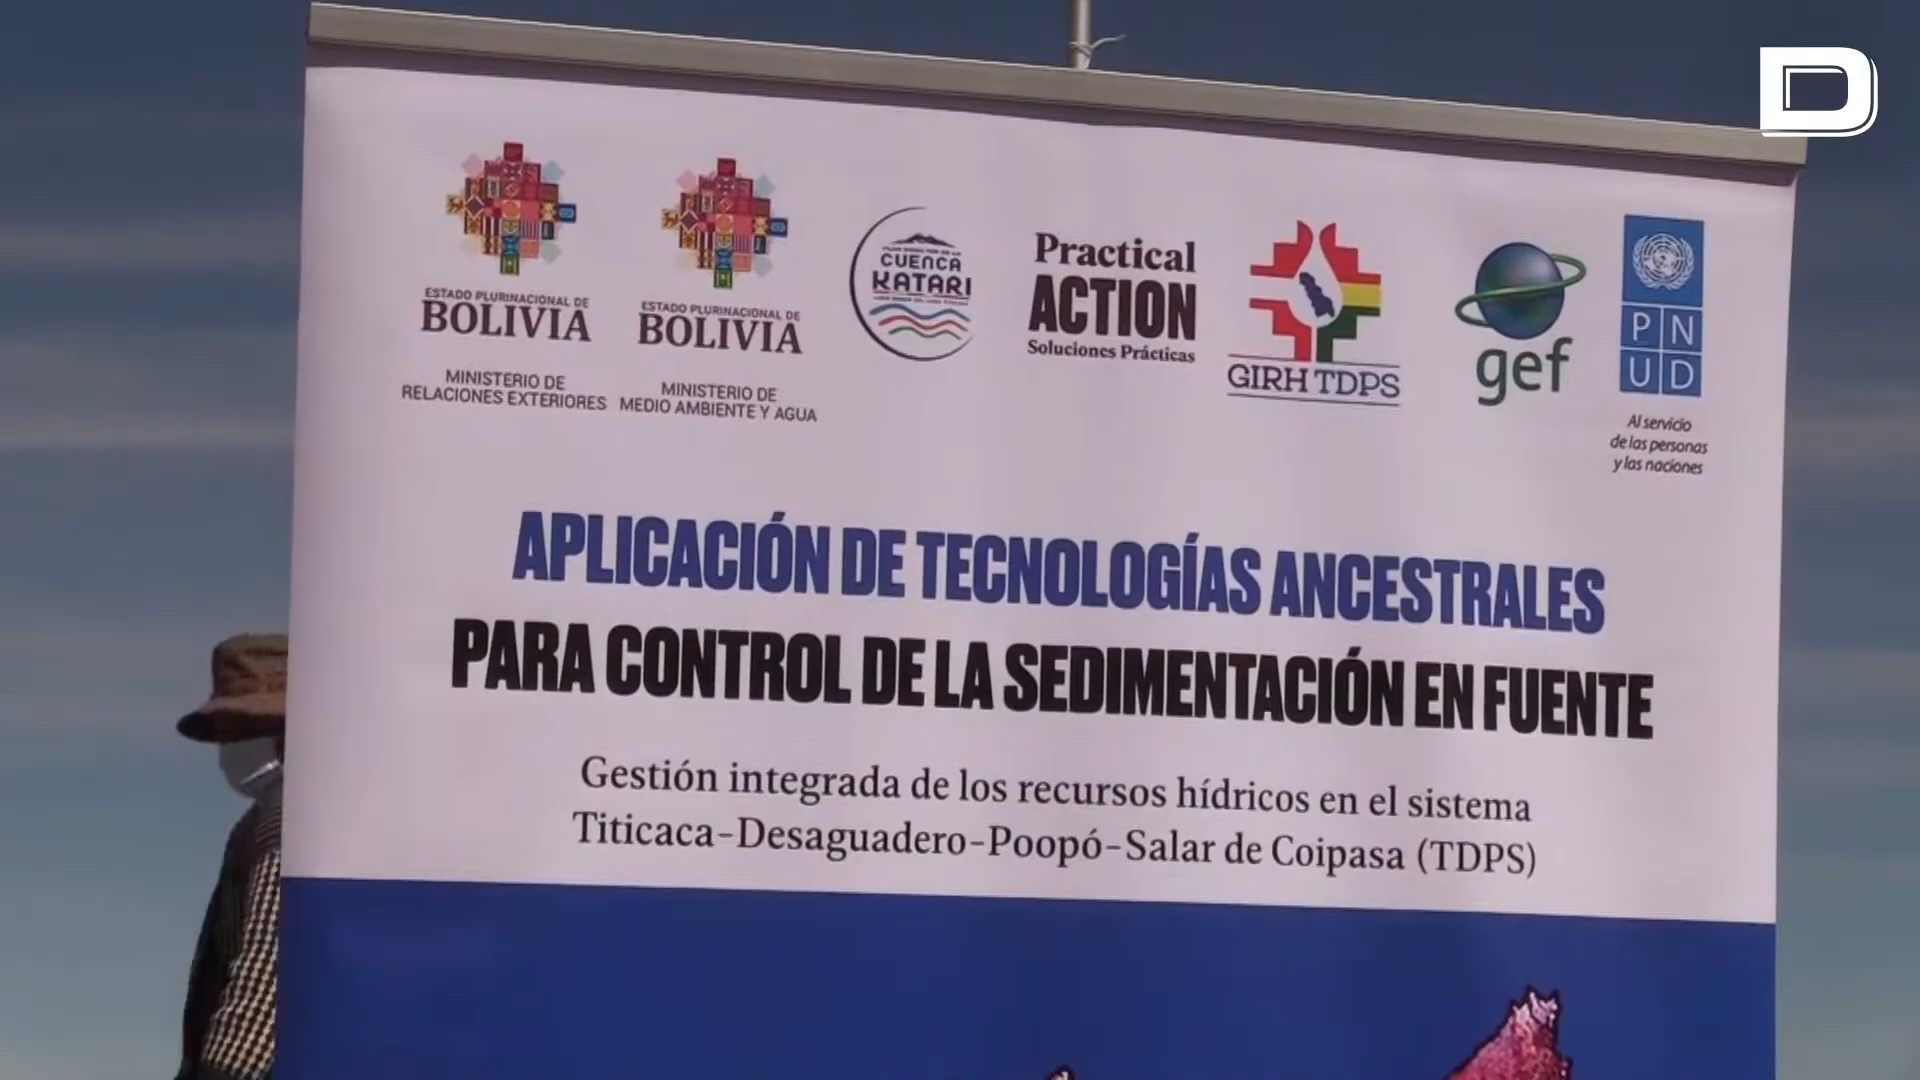 D
ESTADO PLURINACIONAL DE
BOLIVIA
MINISTERIO DE
RELACIONES EXTERIORES
ESTADO PLURINACIONAL DE
BOLIVIA
MINISTERIO DE
MEDIO AMBIENTE Y AGUA
CUENCA
KATARI
Practical
ACTION
Soluciones Prácticas
GIRH TDPS
gef
PN
UD
Al servicio
de las personas
y las naciones
APLICACIÓN DE TECNOLOGÍAS ANCESTRALES
PARA CONTROL DE LA SEDIMENTACIÓN EN FUENTE
Gestión integrada de los recursos hídricos en el sistema
Titicaca-Desaguadero-Poopó-Salar de Coipasa (TDPS)